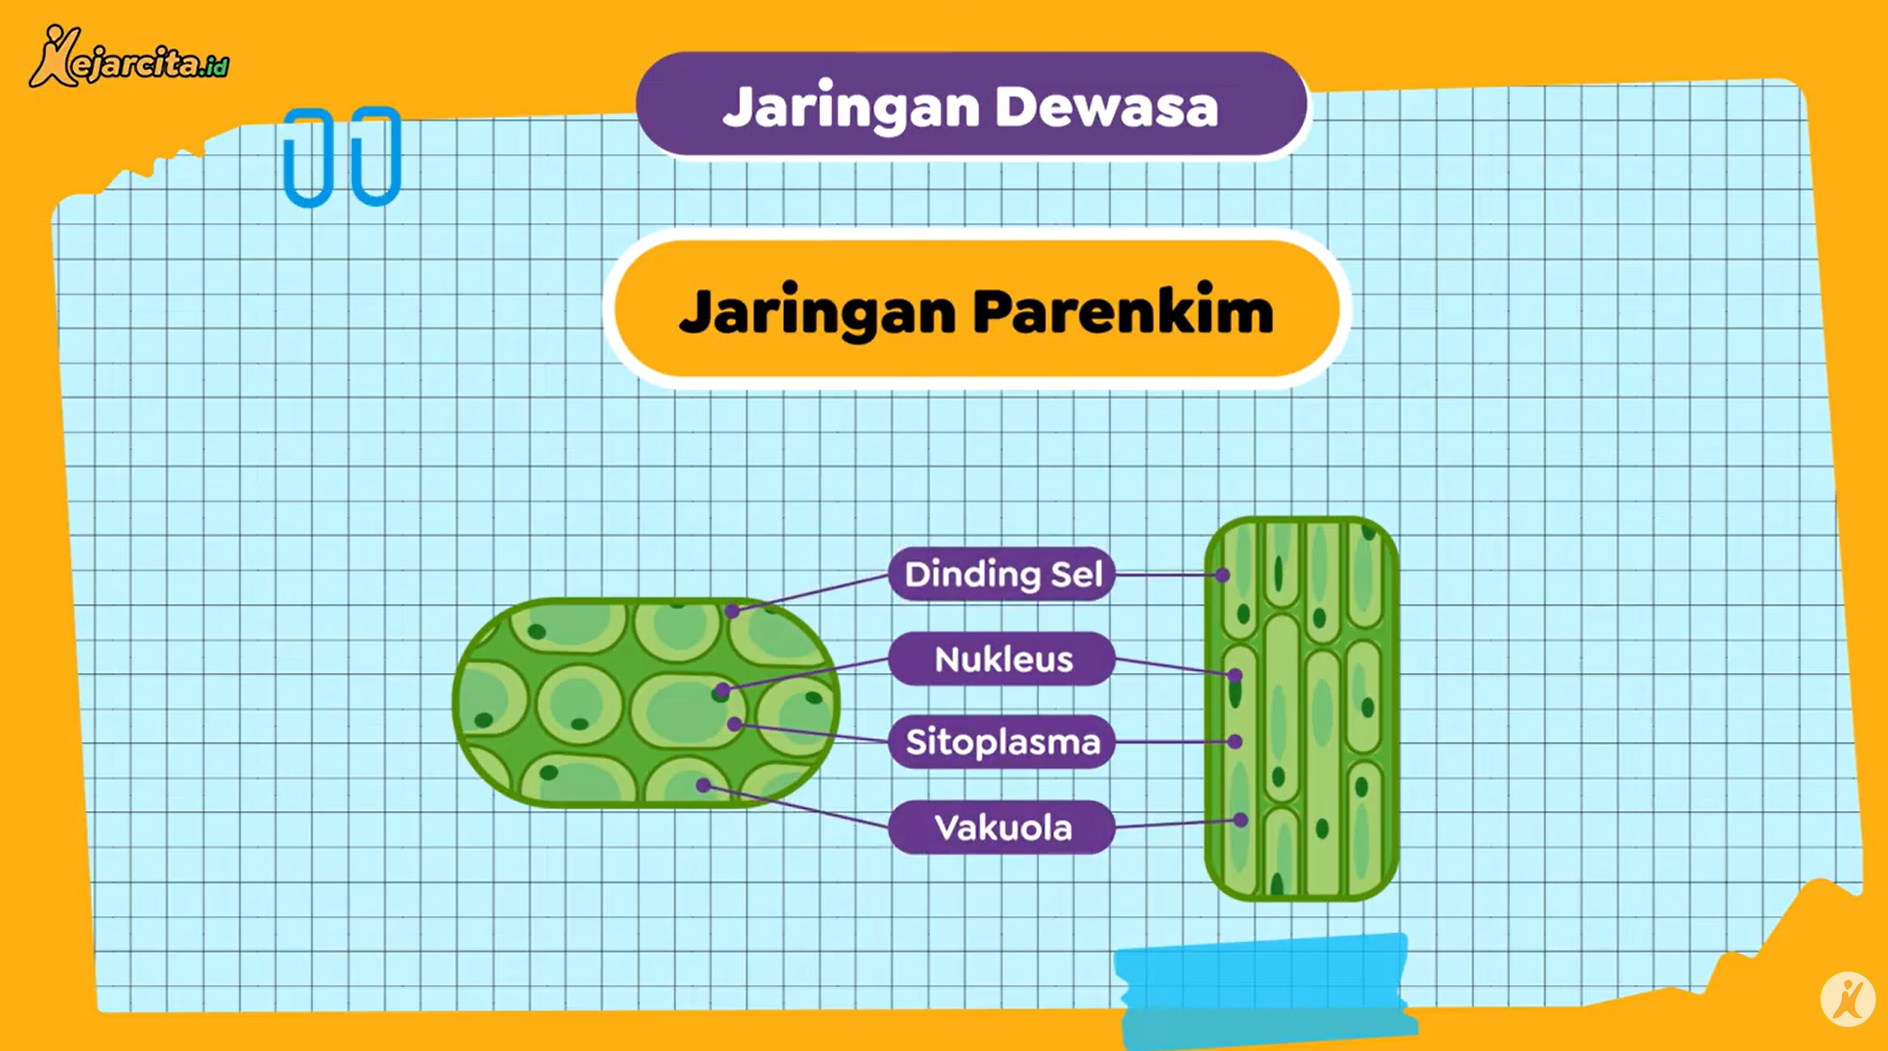 Kejarcita.id
Jaringan Dewasa
Jaringan Parenkim
Dinding Sel
Nukleus
Sitoplasma
Vakuola